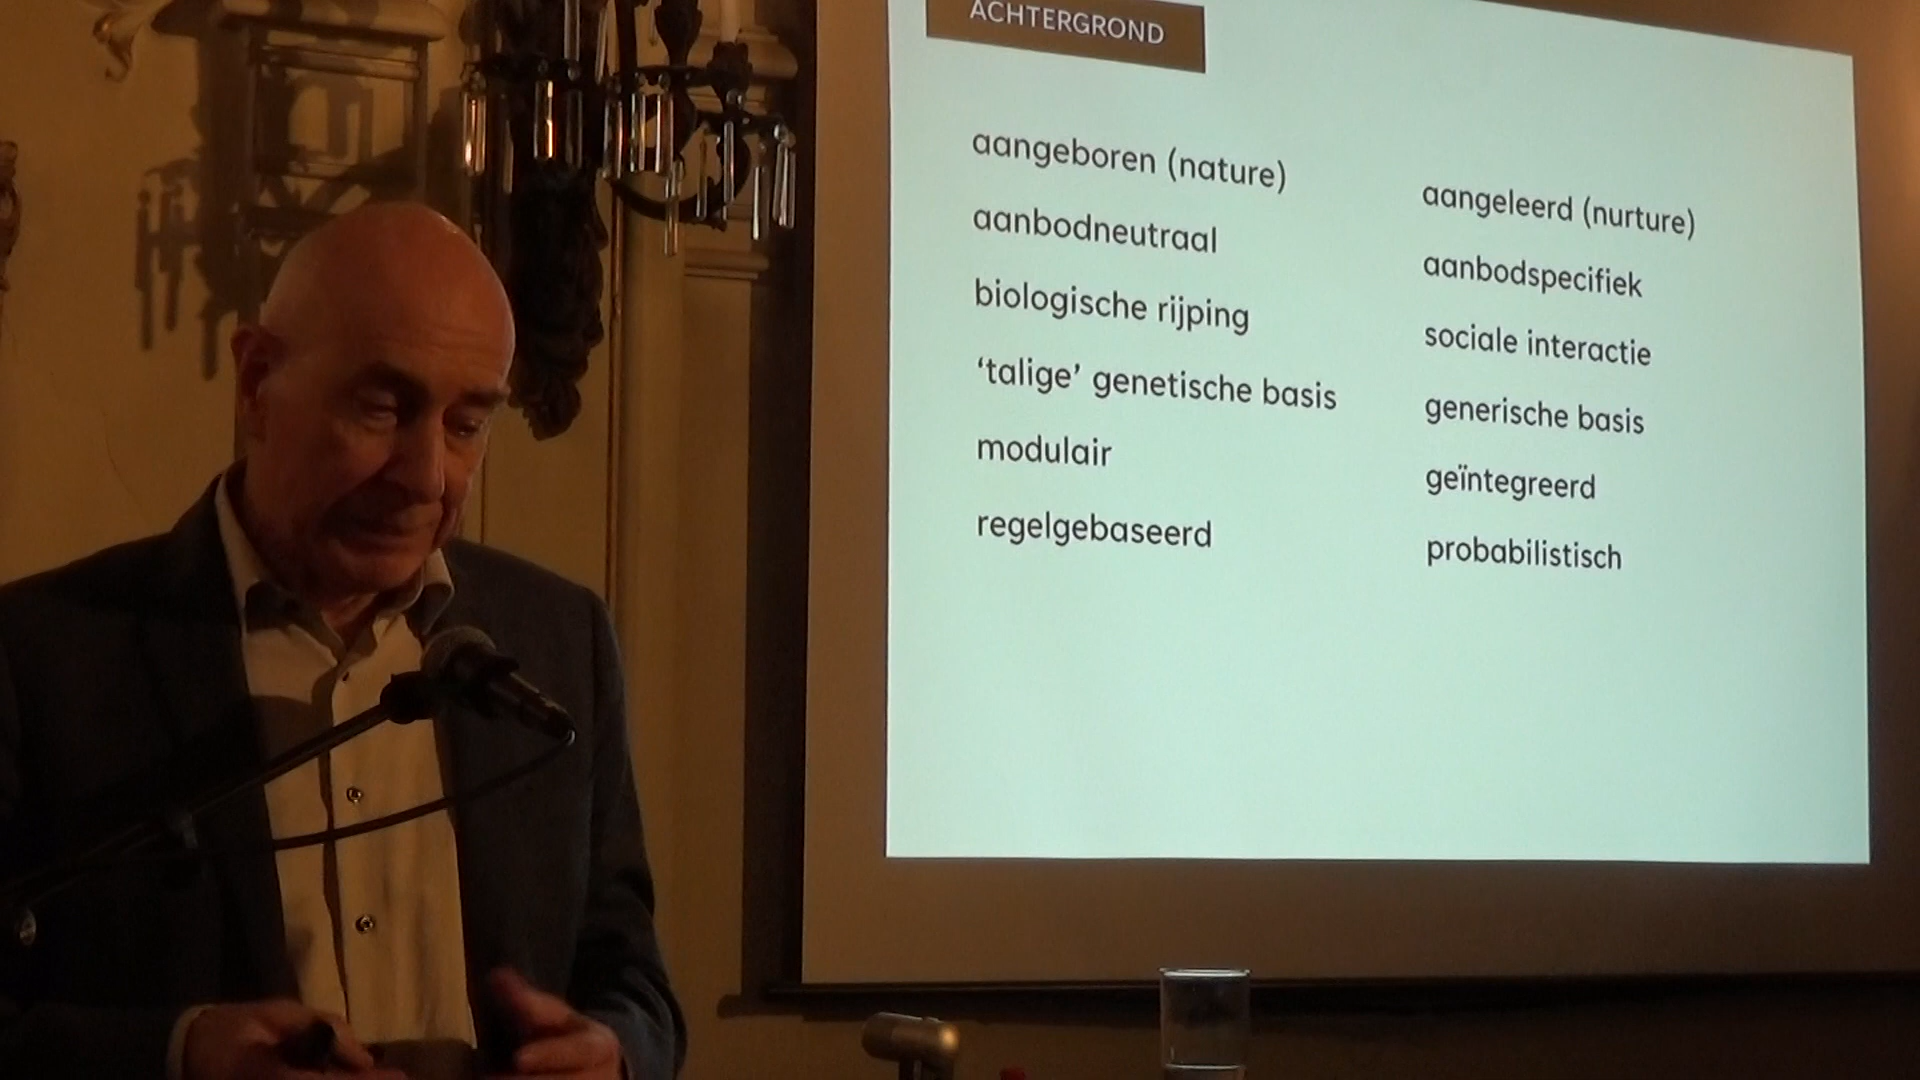 ACHTERGROND
aangeboren (nature)
aanbodneutraal
biologische rijping
‘talige’ genetische basis
modulair
regelgebaseerd
aangeleerd (nurture)
aanbodspecifiek
sociale interactie
generische basis
geïntegreerd
probabilistisch